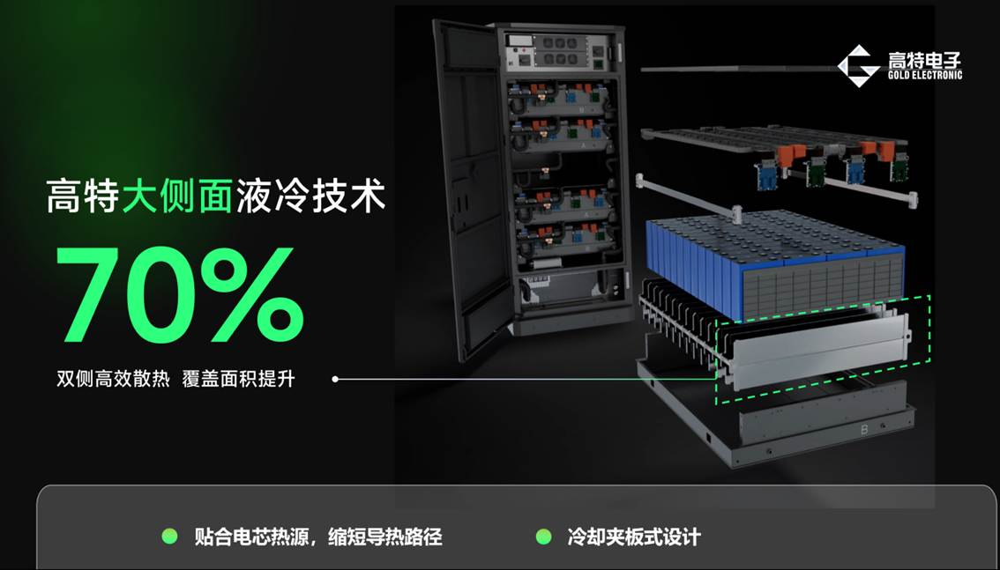 高特电子
GOLD ELECTRONIC
高特大侧面液冷技术
70%
双侧高效散热 覆盖面积提升
B
贴合电芯热源，缩短导热路径
冷却夹板式设计